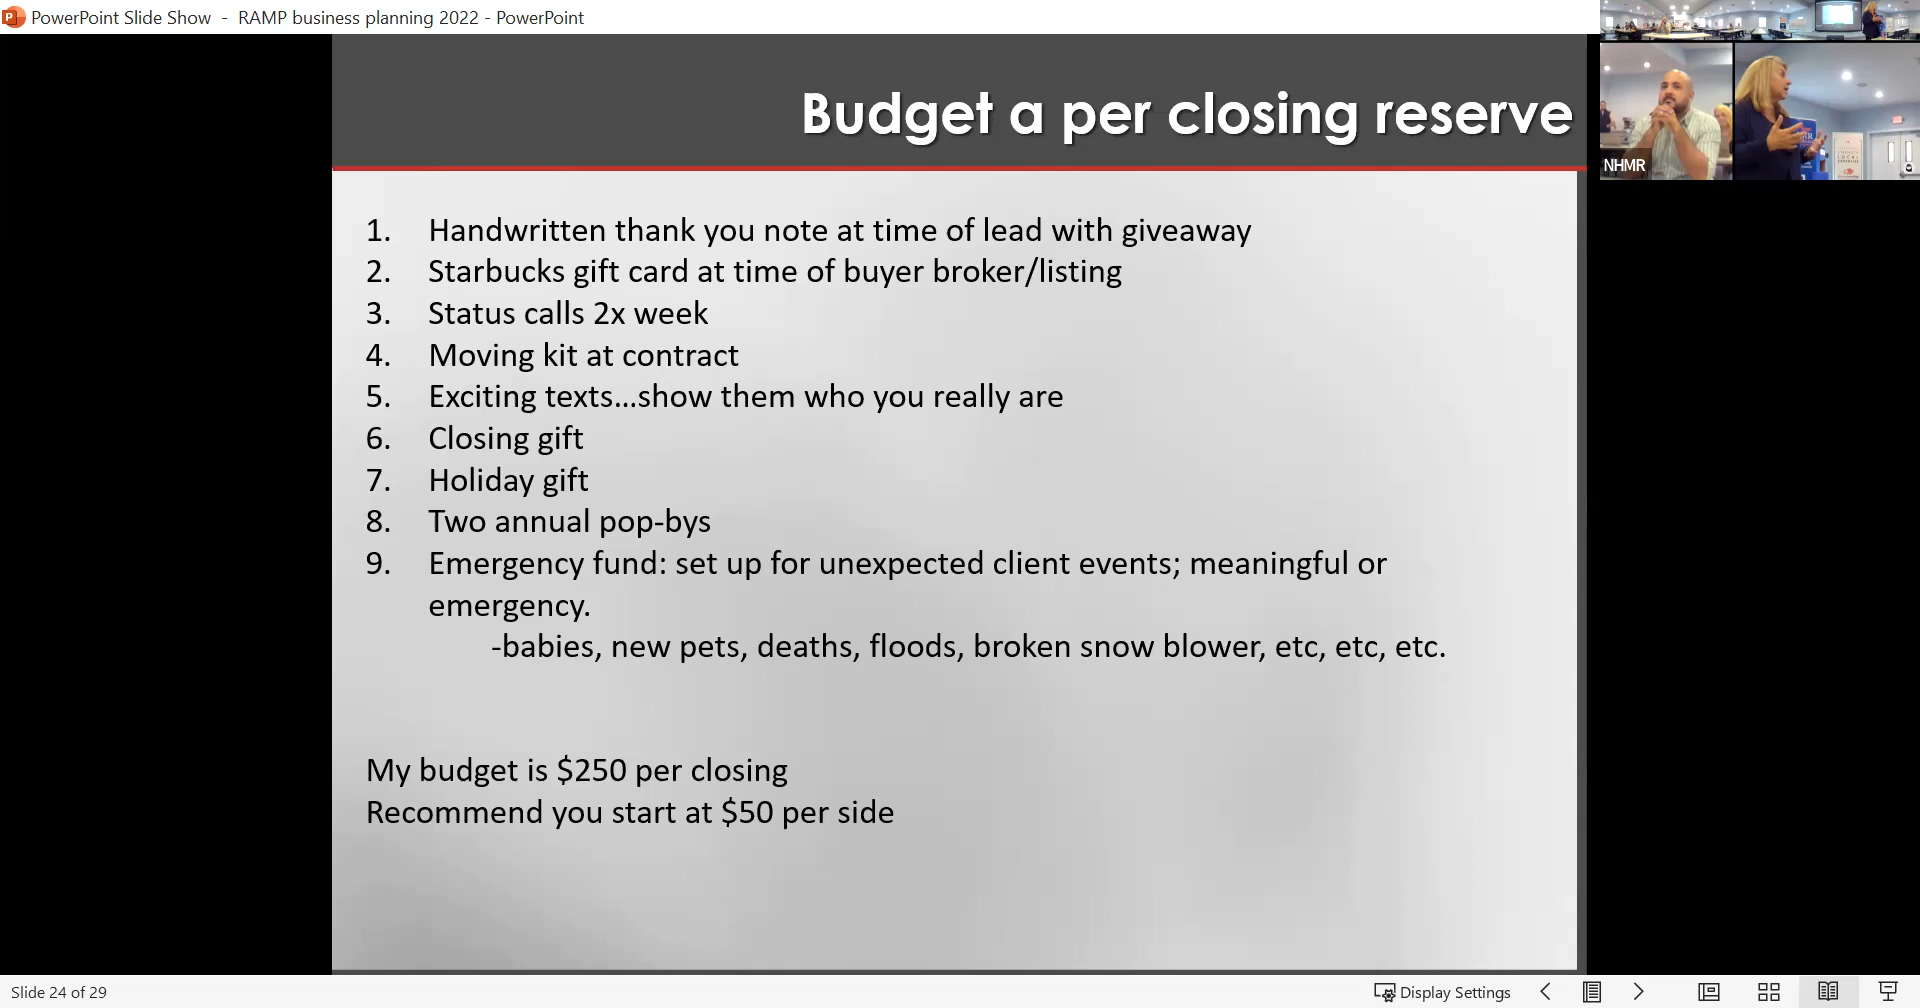 PowerPoint Slide Show - RAMP business planning 2022 - PowerPoint
Budget a per closing reserve
1. Handwritten thank you note at time of lead with giveaway
2. Starbucks gift card at time of buyer broker/listing
3. Status calls 2x week
4. Moving kit at contract
5. Exciting texts...show them who you really are
6. Closing gift
7. Holiday gift
8. Two annual pop-bys
9. Emergency fund: set up for unexpected client events; meaningful or
emergency.
-babies, new pets, deaths, floods, broken snow blower, etc, etc, etc.
My budget is $250 per closing
Recommend you start at $50 per side
NHMR
LOCAL
Slide 24 of 29
Display Settings